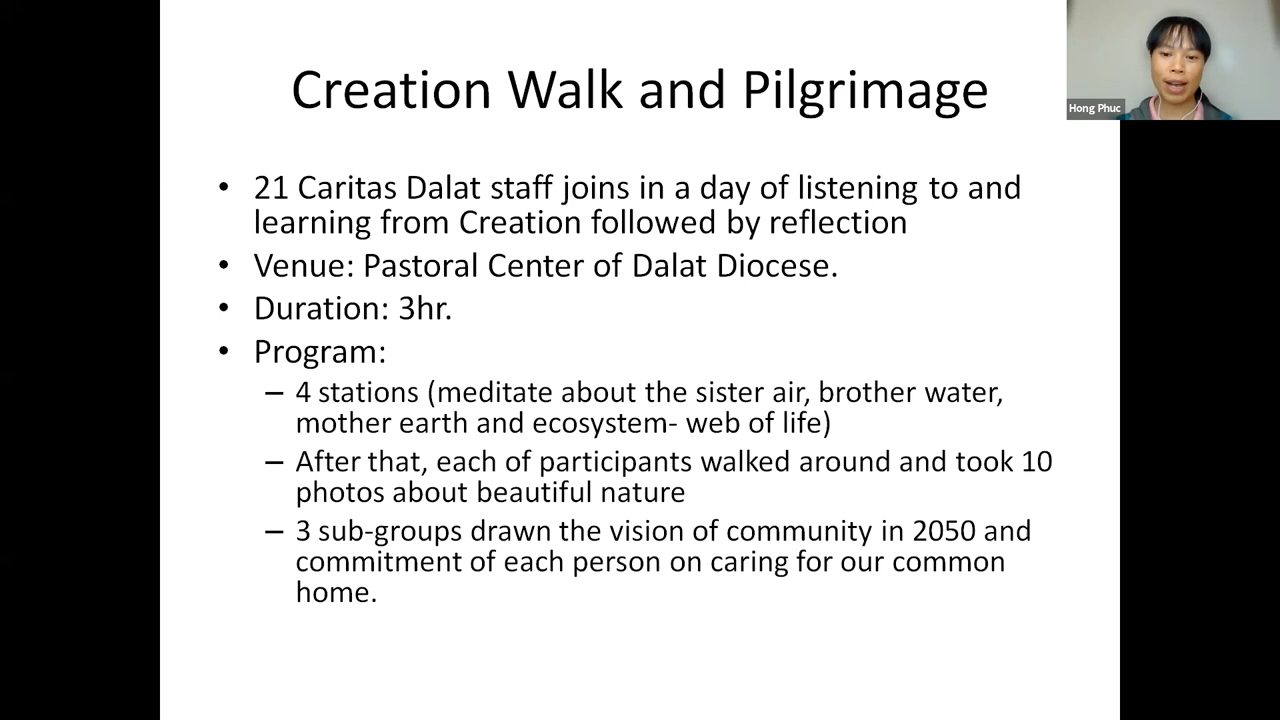 Creation Walk and Pilgrimage
Hong Phuc
• 21 Caritas Dalat staff joins in a day of listening to and
learning from Creation followed by reflection
• Venue: Pastoral Center of Dalat Diocese.
• Duration: 3hr.
• Program:
– 4 stations (meditate about the sister air, brother water,
mother earth and ecosystem- web of life)
– After that, each of participants walked around and took 10
photos about beautiful nature
– 3 sub-groups drawn the vision of community in 2050 and
commitment of each person on caring for our common
home.